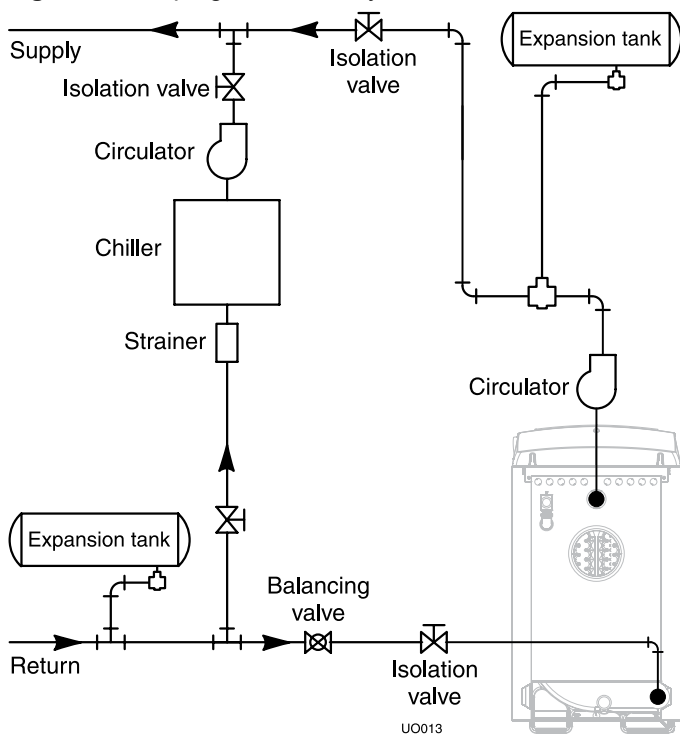 Supply
Isolation
valve
Expansion tank
Isolation valve
Circulator
Chiller
Strainer
Circulator
Expansion tank
Balancing
valve
Return
Isolation
valve
UO013